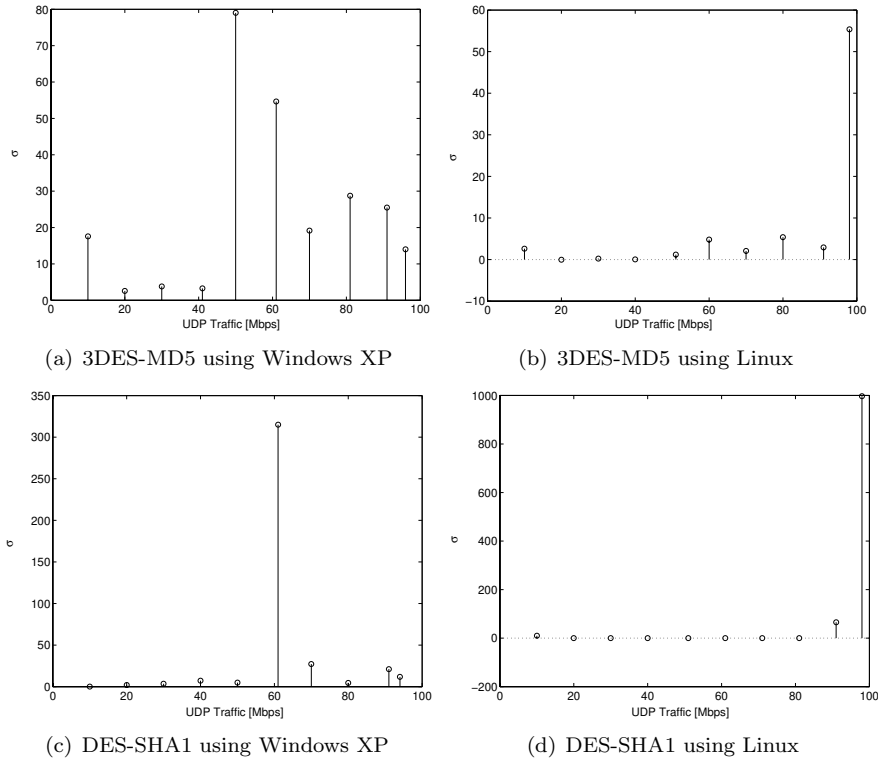 80
70
60
50
40
30
20
10
0
σ
0 20 40 60 80 100
UDP Traffic [Mbps]
(a) 3DES-MD5 using Windows XP
60
50
40
30
20
10
0
−10
σ
0 20 40 60 80 100
UDP Traffic [Mbps]
(b) 3DES-MD5 using Linux
350
300
250
200
150
100
50
0
σ
0 20 40 60 80 100
UDP Traffic [Mbps]
(c) DES-SHA1 using Windows XP
1000
800
600
400
200
0
−200
σ
0 20 40 60 80 100
UDP Traffic [Mbps]
(d) DES-SHA1 using Linux